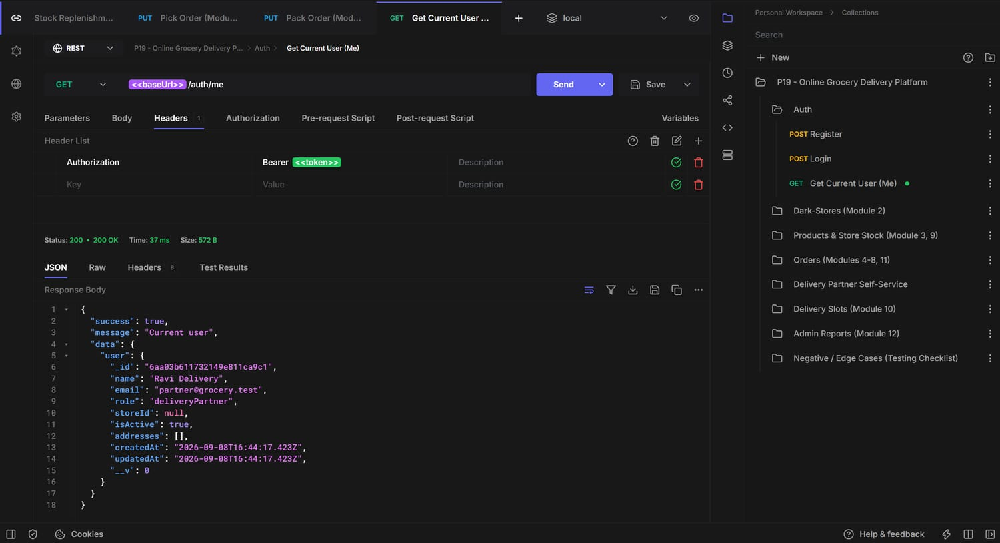 Stock Replenishm...
PUT Pick Order (Modu...
PUT Pack Order (Mod...
GET Get Current User ...
local
REST
P19 - Online Grocery Delivery P... > Auth > Get Current User (Me)
GET
<<baseUrl>> /auth/me
Send
Save
Parameters
Body
Headers 1
Authorization
Pre-request Script
Post-request Script
Variables
Header List
Authorization Bearer <<token>> Description
Key Value Description
Status: 200 • 200 OK Time: 37 ms Size: 572 B
JSON
Raw
Headers 8
Test Results
Response Body
1 {
2 "success": true,
3 "message": "Current user",
4 "data": {
5 "user": {
6 "_id": "6aa03b611732149e811ca9c1",
7 "name": "Ravi Delivery",
8 "email": "partner@grocery.test",
9 "role": "deliveryPartner",
10 "storeId": null,
11 "isActive": true,
12 "addresses": [],
13 "createdAt": "2026-09-08T16:44:17.423Z",
14 "updatedAt": "2026-09-08T16:44:17.423Z",
15 "__v": 0
16 }
17 }
18 }
Personal Workspace > Collections
Search
New
P19 - Online Grocery Delivery Platform
Auth
POST Register
POST Login
GET Get Current User (Me)
Dark-Stores (Module 2)
Products & Store Stock (Module 3, 9)
Orders (Modules 4-8, 11)
Delivery Partner Self-Service
Delivery Slots (Module 10)
Admin Reports (Module 12)
Negative / Edge Cases (Testing Checklist)
Cookies
Help & feedback